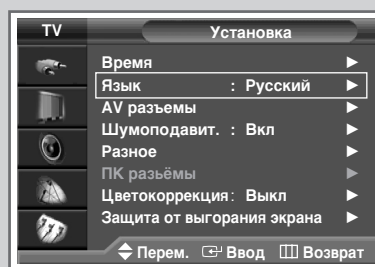 TV Установка
Время
Язык : Русский
AV разъемы
Шумоподавит. : Вкл
Разное
ПК разьёмы
Цветокоррекция: Выкл
Защита от выгорания экрана
Перем. Ввод Возврат